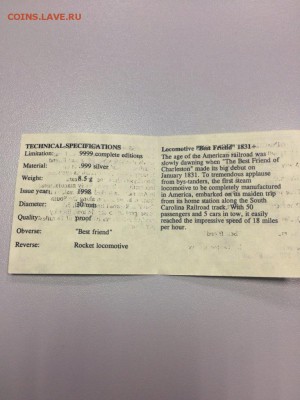 COINS.LAVE.RU
TECHNICAL SPECIFICATIONS
Limitation: 9999 complete editions
Material: .999 silver
Weight: 8.5 g
Issue year: 1998
Diameter: 30 mm
Quality: proof
Obverse: "Best friend"
Reverse: Rocket locomotive
Locomotive "Best Friend" 1831
The age of the American railroad was
slowly dawning when "The Best Friend of
Charleston" made its big debut on
January 1831. To tremendous applause
from bys-tanders, the first steam
locomotive to be completely manufactured
in America, embarked on its maiden trip
from its home station along the South
Carolina Railroad track. With 50
passengers and 5 cars in tow, it easily
reached the impressive speed of 18 miles
per hour.